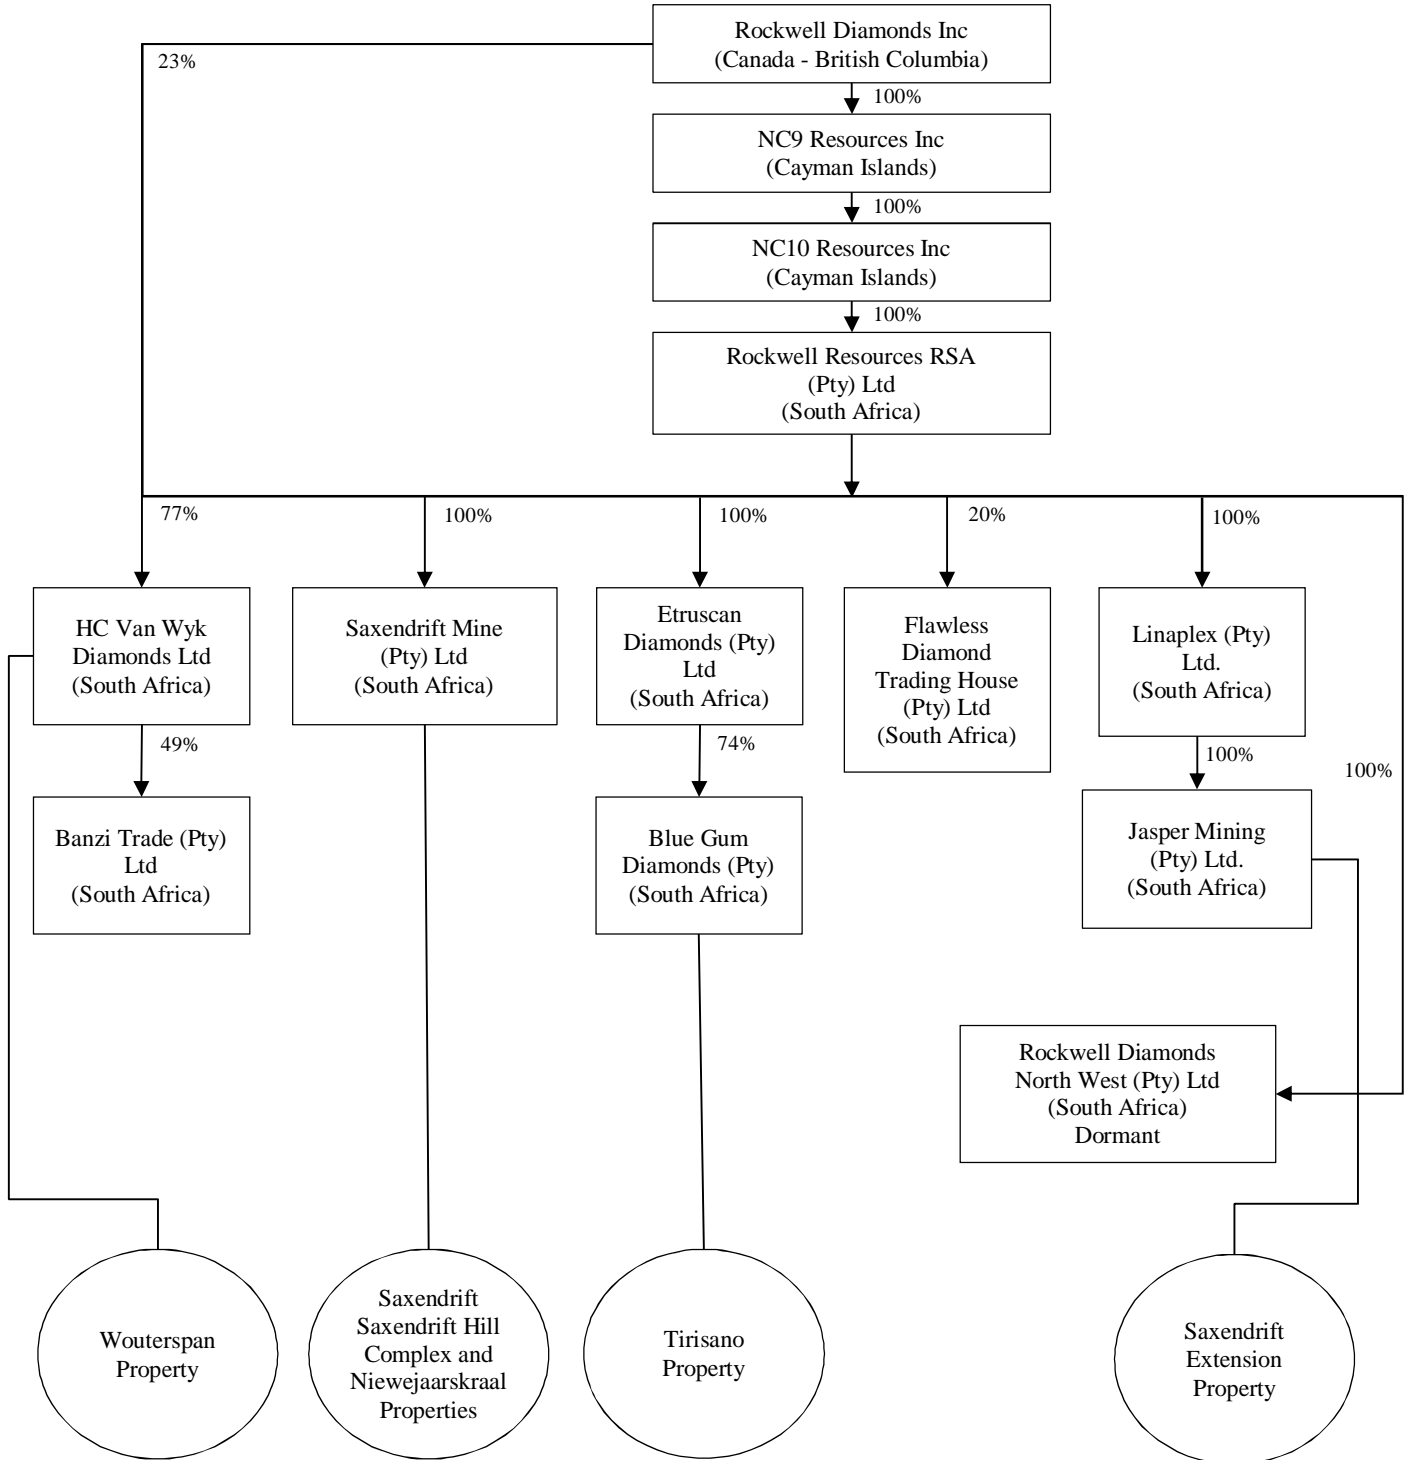 Rockwell Diamonds Inc
(Canada - British Columbia)
23%
100%
NC9 Resources Inc
(Cayman Islands)
100%
NC10 Resources Inc
(Cayman Islands)
100%
Rockwell Resources RSA
(Pty) Ltd
(South Africa)
77%
100%
100%
20%
100%
HC Van Wyk
Diamonds Ltd
(South Africa)
Saxendrift Mine
(Pty) Ltd
(South Africa)
Etruscan
Diamonds (Pty)
Ltd
(South Africa)
Flawless
Diamond
Trading House
(Pty) Ltd
(South Africa)
Linaplex (Pty)
Ltd.
(South Africa)
49%
74%
100%
100%
Banzi Trade (Pty)
Ltd
(South Africa)
Blue Gum
Diamonds (Pty)
(South Africa)
Jasper Mining
(Pty) Ltd.
(South Africa)
Rockwell Diamonds
North West (Pty) Ltd
(South Africa)
Dormant
Wouterspan
Property
Saxendrift
Saxendrift Hill
Complex and
Niewejaarskraal
Properties
Tirisano
Property
Saxendrift
Extension
Property